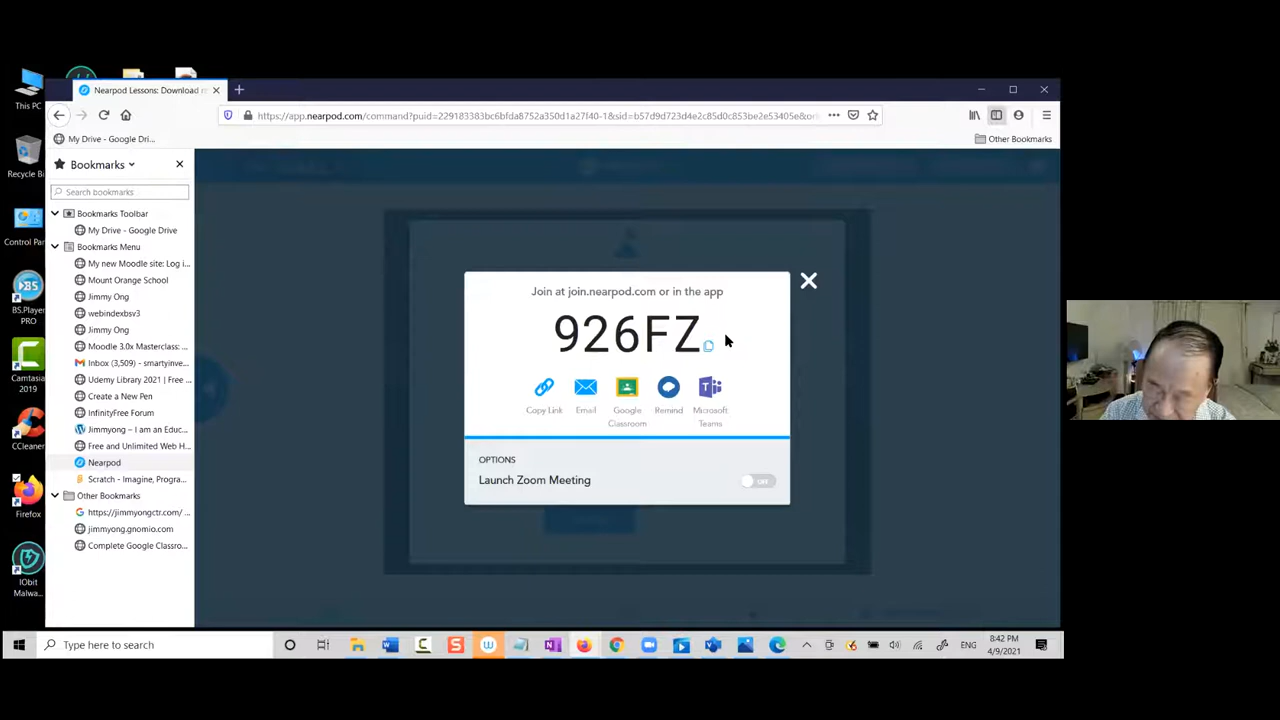 This PC
Recycle Bi
Control Pan
BS.Player
PRO
Camtasia
2019
CCleaner
Firefox
IObit
Malwa...
Nearpod Lessons: Download r
https://app.nearpod.com/command?puid=229183383bc6bfda8752a350d1a27f40-1&sid=b57d9d723d4e2c85d0c853be2e53405e&o
My Drive - Google Dri...
Other Bookmarks
Bookmarks
Search bookmarks
Bookmarks Toolbar
My Drive - Google Drive
Bookmarks Menu
My new Moodle site: Log i...
Mount Orange School
Jimmy Ong
webindexbsv3
Jimmy Ong
Moodle 3.0x Masterclass: ...
Inbox (3,509) - smartyinve...
Udemy Library 2021 | Free ...
Create a New Pen
InfinityFree Forum
Jimmyong – I am an Educ...
Free and Unlimited Web H...
Nearpod
Scratch - Imagine, Progra...
Other Bookmarks
https://jimmyongctr.com/
jimmyong.gnomio.com
Complete Google Classro...
Join at join.nearpod.com or in the app
926FZ
Copy Link
Email
Google
Classroom
Remind
Microsoft
Teams
OPTIONS
Launch Zoom Meeting
OFF
Type here to search
ENG
8:42 PM
4/9/2021